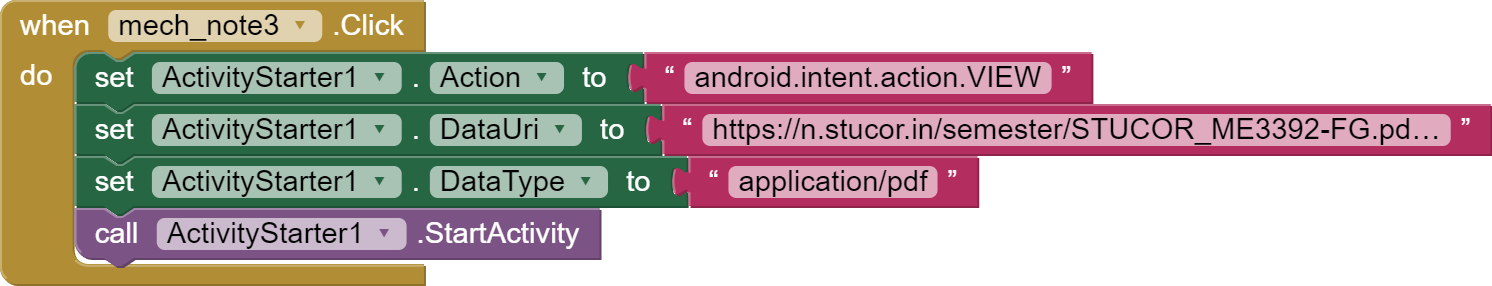 when mech_note3 .Click
do set ActivityStarter1 . Action to “ android.intent.action.VIEW ”
set ActivityStarter1 . DataUri to “ https://n.stucor.in/semester/STUCOR_ME3392-FG.pd… ”
set ActivityStarter1 . DataType to “ application/pdf ”
call ActivityStarter1 .StartActivity